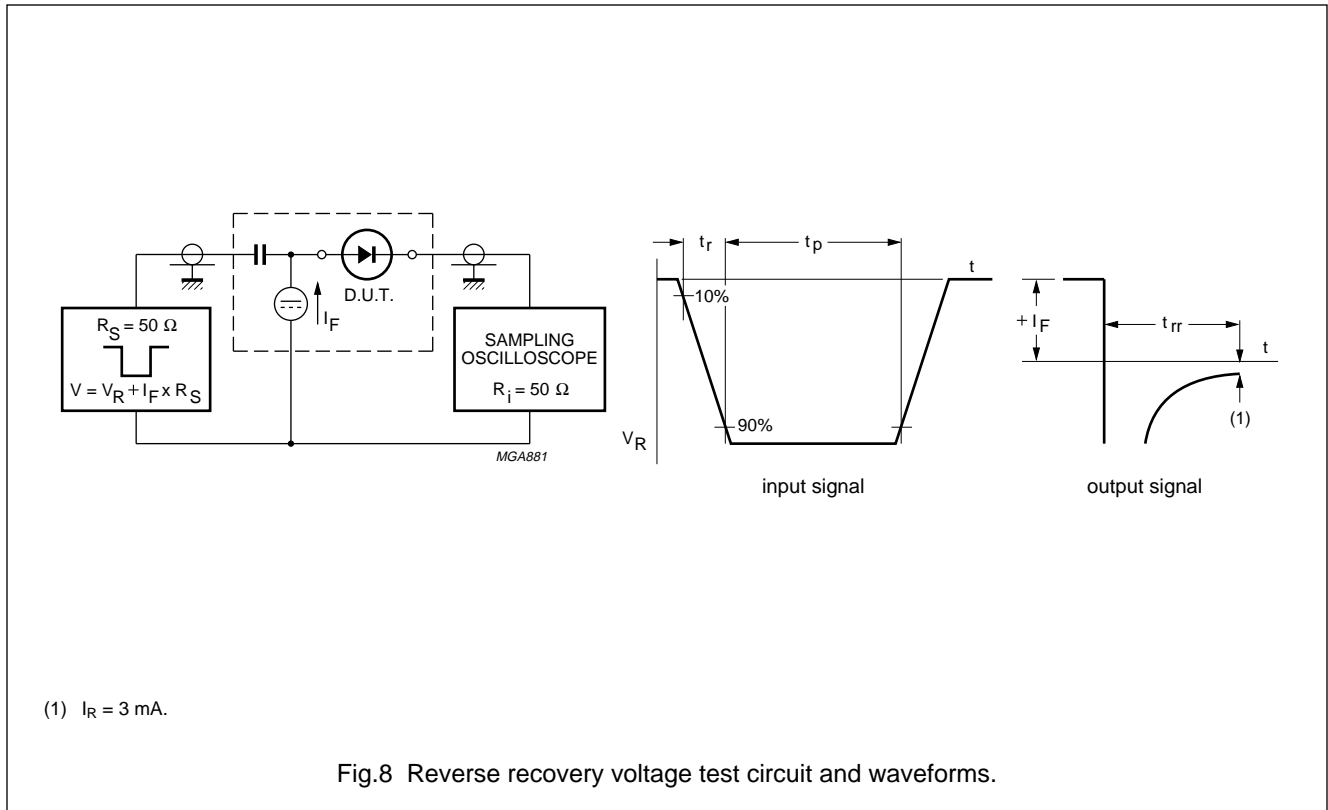 R_S = 50 Ω
V = V_R + I_F x R_S
I_F
D.U.T.
SAMPLING
OSCILLOSCOPE
R_i = 50 Ω
MGA881
t_r
t_p
t
10%
90%
V_R
input signal
+ I_F
t_rr
t
(1)
output signal
(1) I_R = 3 mA.
Fig.8 Reverse recovery voltage test circuit and waveforms.